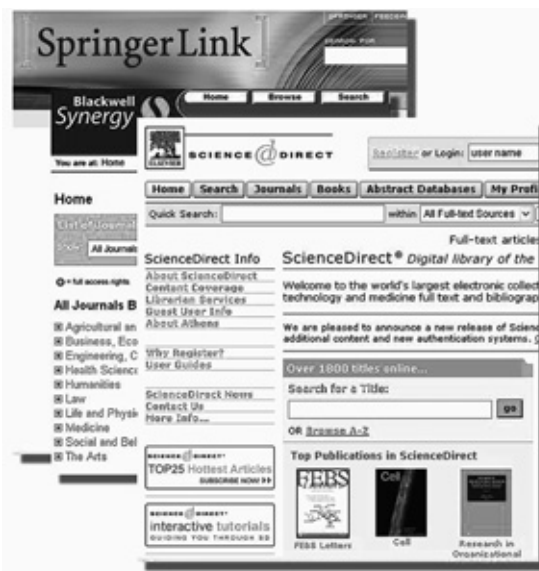 SPRINGER FEEDBA
SpringerLink
SEARCH FOR
Blackwell
Synergy
Home Browse Search
You are at: Home
Home
List of Journal
All Journals
= full access rights
All Journals B
Agricultural an
Business, Eco
Engineering, C
Health Science
Humanities
Law
Life and Physi
Medicine
Social and Bel
The Arts
ELSEVIER
SCIENCE @ DIRECT
Register or Login: user name
Home Search Journals Books Abstract Databases My Profi
Quick Search: within All Full-text Sources
Full-text articles
ScienceDirect Info
About ScienceDirect
Content Coverage
Librarian Services
Guest User Info
About Athens
Why Register?
User Guides
ScienceDirect News
Contact Us
More Info...
SCIENCE @ DIRECT®
TOP25 Hottest Articles
SUBSCRIBE NOW
SCIENCE @ DIRECT®
interactive tutorials
GUIDING YOU THROUGH SD
ScienceDirect® Digital library of the
Welcome to the world's largest electronic collect
technology and medicine full text and bibliograp
We are pleased to announce a new release of Scien
additional content and new authentication systems.
Over 1800 titles online...
Search for a Title:
go
OR Browse A-Z
Top Publications in ScienceDirect
FEBS
Cell
FEBS Letters
Cell
Research in
Organizational